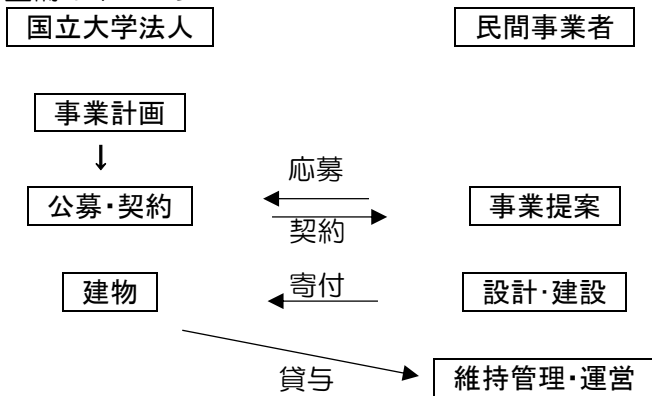 国立大学法人
民間事業者
事業計画
↓
応募
公募・契約
事業提案
契約
建物
寄付
設計・建設
貸与
維持管理・運営